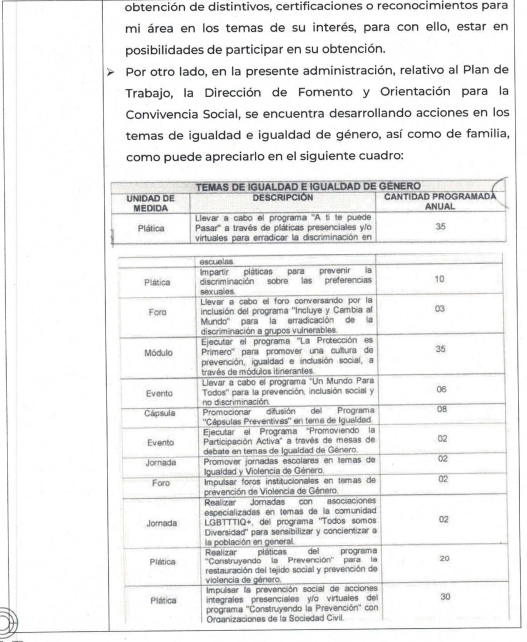 obtención de distintivos, certificaciones o reconocimientos para
mi área en los temas de su interés, para con ello, estar en
posibilidades de participar en su obtención.
➢ Por otro lado, en la presente administración, relativo al Plan de
Trabajo, la Dirección de Fomento y Orientación para la
Convivencia Social, se encuentra desarrollando acciones en los
temas de igualdad e igualdad de género, así como de familia,
como puede apreciarlo en el siguiente cuadro:
TEMAS DE IGUALDAD E IGUALDAD DE GÉNERO
UNIDAD DE MEDIDA DESCRIPCIÓN CANTIDAD PROGRAMADA ANUAL
Llevar a cabo el programa "A ti te puede
Plática Pasar" a través de pláticas presenciales y/o 35
virtuales para erradicar la discriminación en
escuelas.
Impartir pláticas para prevenir la
Plática discriminación sobre las preferencias 10
sexuales.
Llevar a cabo el foro conversando por la
Foro inclusión del programa "Incluye y Cambia al 03
Mundo" para la erradicación de la
discriminación a grupos vulnerables.
Ejecutar el programa "La Protección es
Módulo Primero" para promover una cultura de 35
prevención, igualdad e inclusión social, a
través de módulos itinerantes.
Llevar a cabo el programa "Un Mundo Para
Evento Todos" para la prevención, inclusión social y 06
no discriminación.
Cápsula Promocionar difusión del Programa 08
"Cápsulas Preventivas" en tema de Igualdad.
Ejecutar el Programa "Promoviendo la
Evento Participación Activa" a través de mesas de 02
debate en temas de Igualdad de Género.
Jornada Promover jornadas escolares en temas de 02
Igualdad y Violencia de Género.
Foro Impulsar foros institucionales en temas de 02
prevención de Violencia de Género.
Realizar Jornadas con asociaciones
especializadas en temas de la comunidad
Jornada LGBTTTIQ+, del programa "Todos somos 02
Diversidad" para sensibilizar y concientizar a
la población en general.
Realizar pláticas del programa
Plática "Construyendo la Prevención" para la 20
restauración del tejido social y prevención de
violencia de género.
Impulsar la prevención social de acciones
Plática integrales presenciales y/o virtuales del 30
programa "Construyendo la Prevención" con
Organizaciones de la Sociedad Civil.